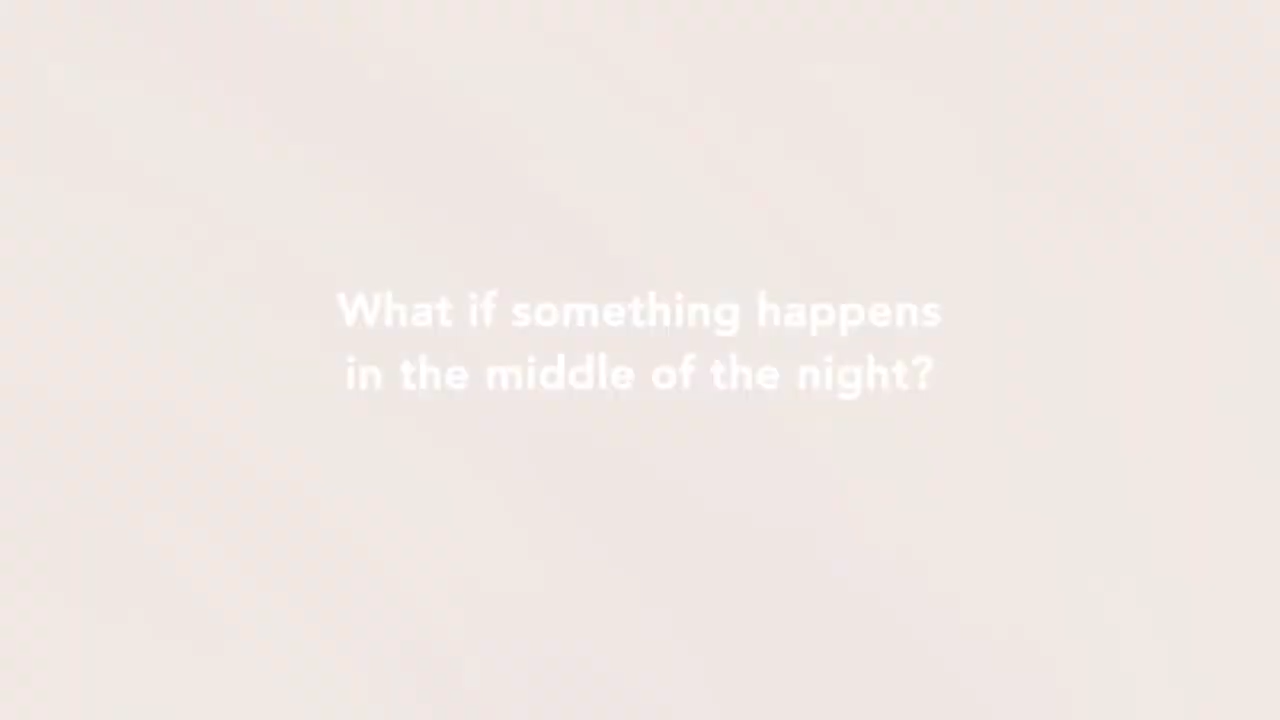 What if something happens
in the middle of the night?